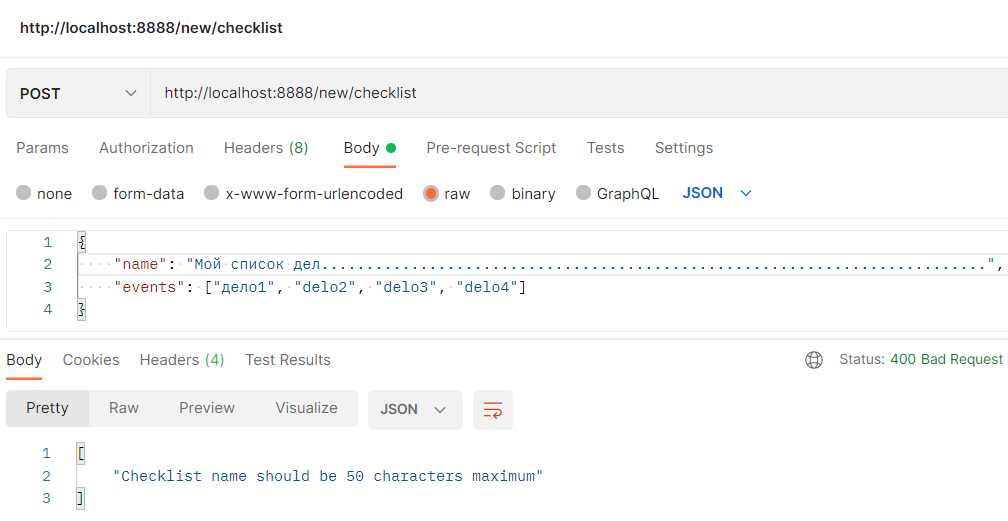 http://localhost:8888/new/checklist
POST http://localhost:8888/new/checklist
Params Authorization Headers (8) Body Pre-request Script Tests Settings
none form-data x-www-form-urlencoded raw binary GraphQL JSON
1 {
2 "name": "Мой список дел..........................................................................",
3 "events": ["дело1", "delo2", "delo3", "delo4"]
4 }
Body Cookies Headers (4) Test Results Status: 400 Bad Request
Pretty Raw Preview Visualize JSON
1 [
2 "Checklist name should be 50 characters maximum"
3 ]